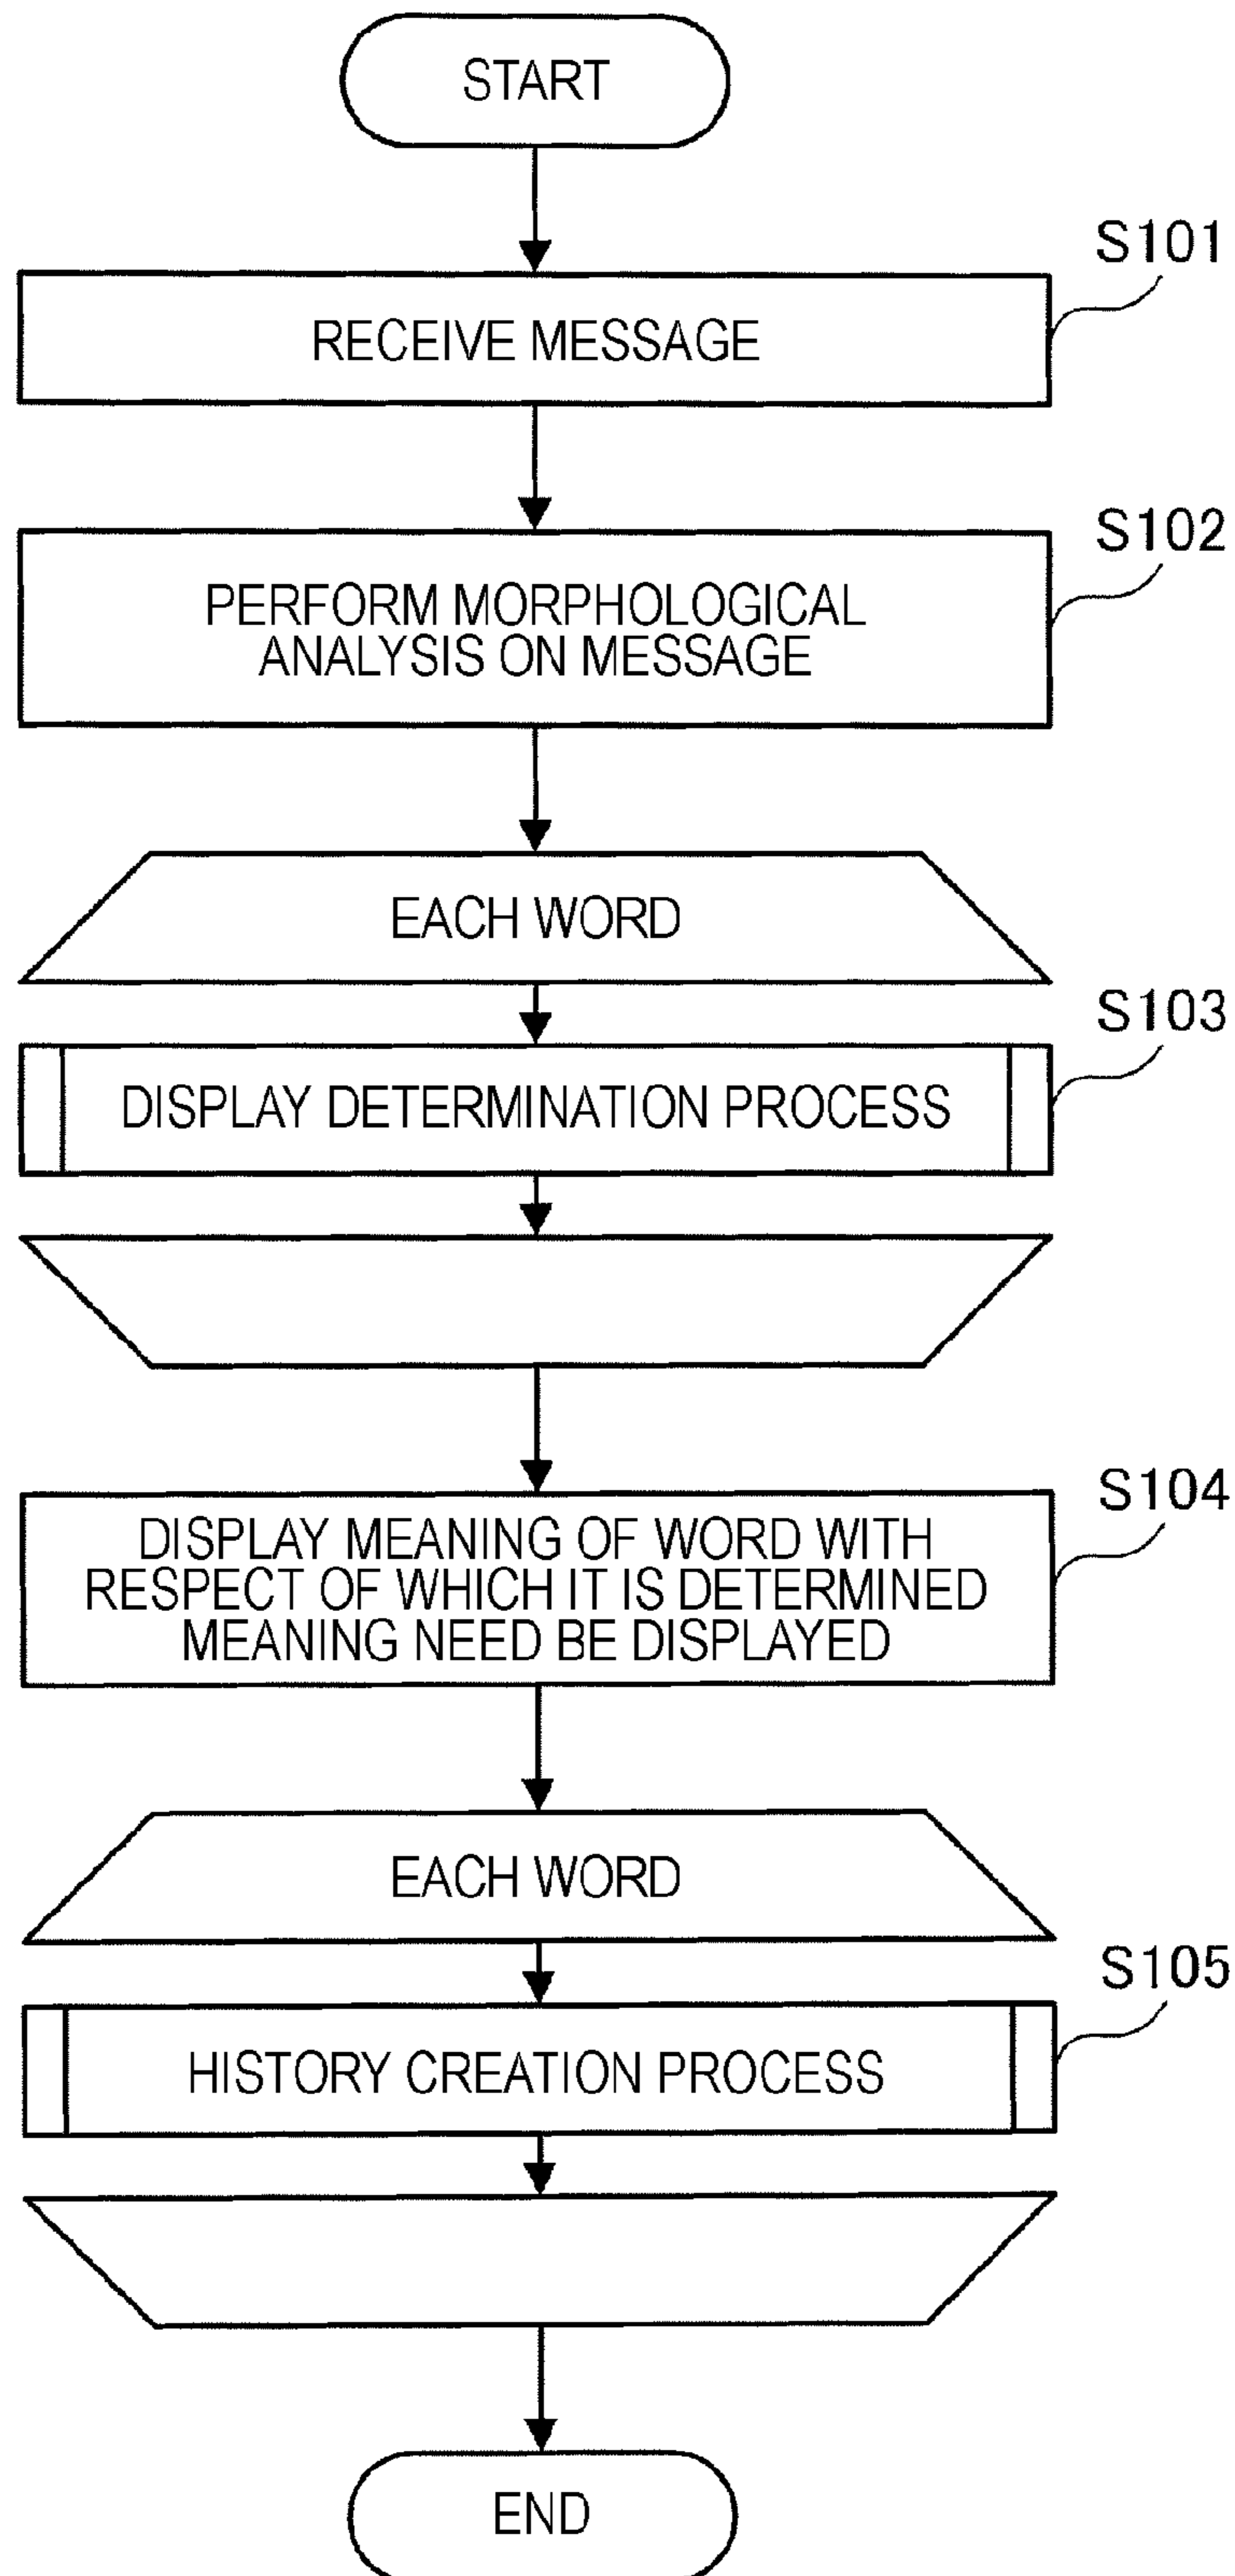 START
S101
RECEIVE MESSAGE
S102
PERFORM MORPHOLOGICAL
ANALYSIS ON MESSAGE
EACH WORD
S103
DISPLAY DETERMINATION PROCESS
S104
DISPLAY MEANING OF WORD WITH
RESPECT OF WHICH IT IS DETERMINED
MEANING NEED BE DISPLAYED
EACH WORD
S105
HISTORY CREATION PROCESS
END